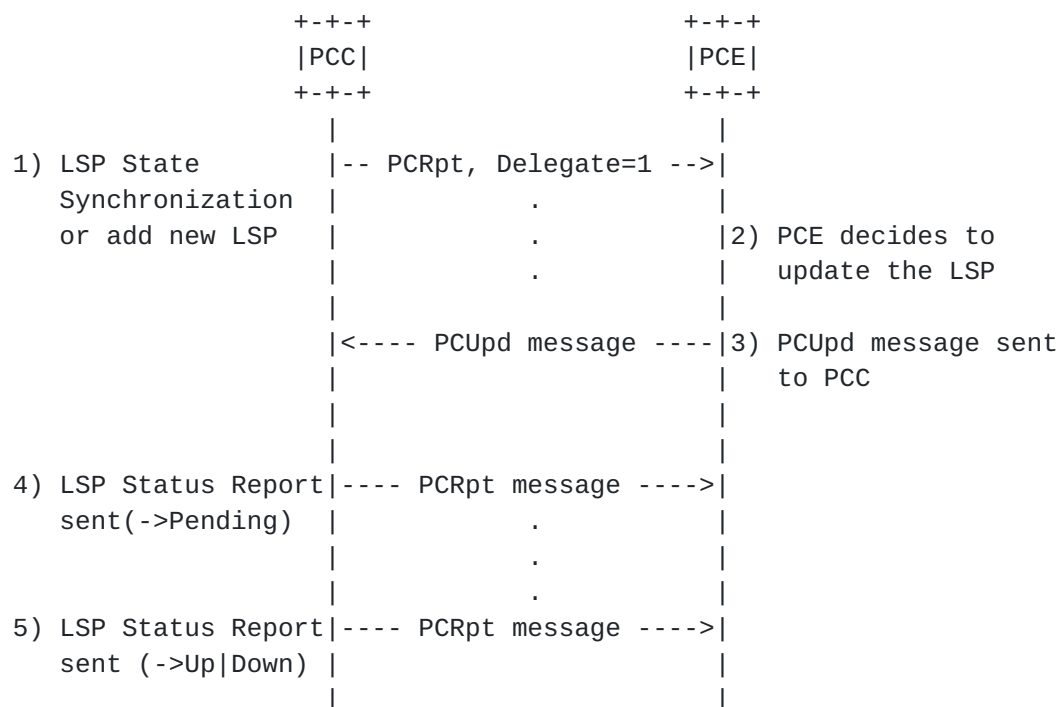 +-+-+                    +-+-+
|PCC|                    |PCE|
+-+-+                    +-+-+
|                        |
1) LSP State        |-- PCRpt, Delegate=1 -->|
Synchronization  |            .           |
or add new LSP   |            .           |2) PCE decides to
|            .           |   update the LSP
|                        |
|<---- PCUpd message ----|3) PCUpd message sent
|                        |   to PCC
|                        |
|                        |
4) LSP Status Report|---- PCRpt message ---->|
sent(->Pending)  |            .           |
|            .           |
|            .           |
5) LSP Status Report|---- PCRpt message ---->|
sent (->Up|Down) |                        |
|                        |